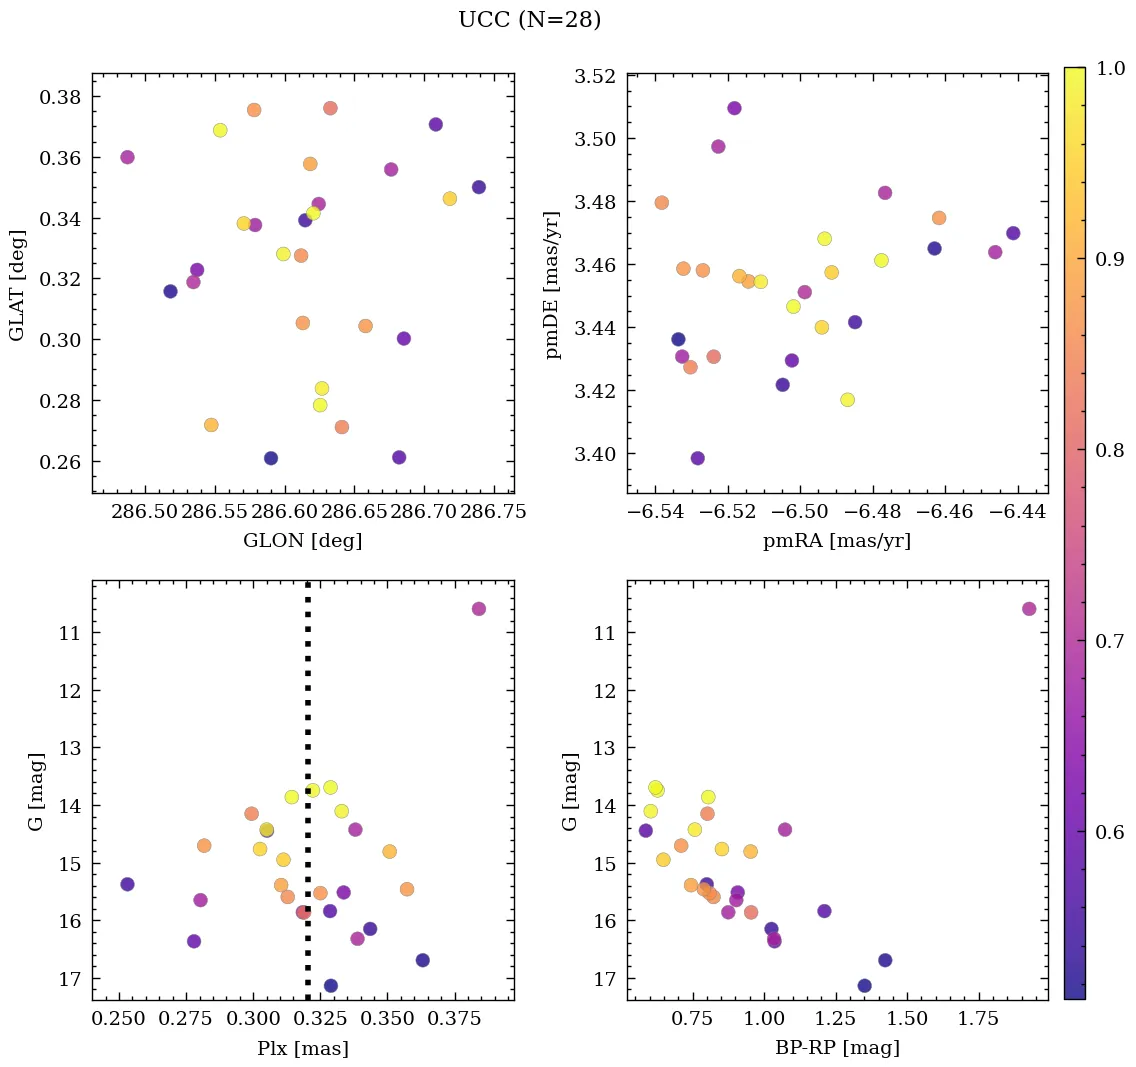 UCC (N=28)
0.38
0.36
0.34
0.32
0.30
0.28
0.26
GLAT [deg]
286.50 286.55 286.60 286.65 286.70 286.75
GLON [deg]
3.52
3.50
3.48
3.46
3.44
3.42
3.40
pmDE [mas/yr]
−6.54 −6.52 −6.50 −6.48 −6.46 −6.44
pmRA [mas/yr]
1.0
0.9
0.8
0.7
0.6
11
12
13
14
15
16
17
G [mag]
0.250 0.275 0.300 0.325 0.350 0.375
Plx [mas]
11
12
13
14
15
16
17
G [mag]
0.75 1.00 1.25 1.50 1.75
BP-RP [mag]